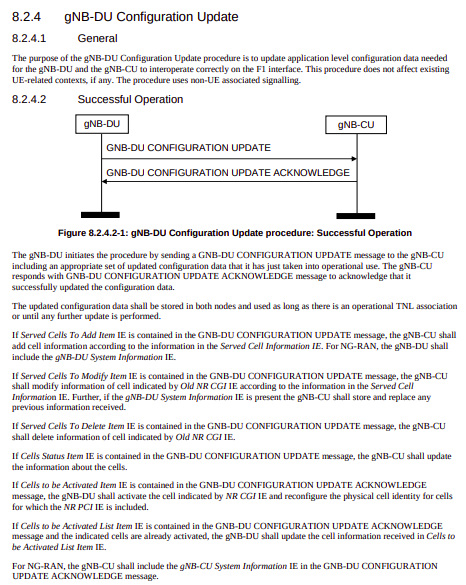 8.2.4 gNB-DU Configuration Update
8.2.4.1 General
The purpose of the gNB-DU Configuration Update procedure is to update application level configuration data needed
for the gNB-DU and the gNB-CU to interoperate correctly on the F1 interface. This procedure does not affect existing
UE-related contexts, if any. The procedure uses non-UE associated signalling.
8.2.4.2 Successful Operation
gNB-DU
gNB-CU
GNB-DU CONFIGURATION UPDATE
GNB-DU CONFIGURATION UPDATE ACKNOWLEDGE
Figure 8.2.4.2-1: gNB-DU Configuration Update procedure: Successful Operation
The gNB-DU initiates the procedure by sending a GNB-DU CONFIGURATION UPDATE message to the gNB-CU
including an appropriate set of updated configuration data that it has just taken into operational use. The gNB-CU
responds with GNB-DU CONFIGURATION UPDATE ACKNOWLEDGE message to acknowledge that it
successfully updated the configuration data.
The updated configuration data shall be stored in both nodes and used as long as there is an operational TNL association
or until any further update is performed.
If Served Cells To Add Item IE is contained in the GNB-DU CONFIGURATION UPDATE message, the gNB-CU shall
add cell information according to the information in the Served Cell Information IE. For NG-RAN, the gNB-DU shall
include the gNB-DU System Information IE.
If Served Cells To Modify Item IE is contained in the GNB-DU CONFIGURATION UPDATE message, the gNB-CU
shall modify information of cell indicated by Old NR CGI IE according to the information in the Served Cell
Information IE. Further, if the gNB-DU System Information IE is present the gNB-CU shall store and replace any
previous information received.
If Served Cells To Delete Item IE is contained in the GNB-DU CONFIGURATION UPDATE message, the gNB-CU
shall delete information of cell indicated by Old NR CGI IE.
If Cells Status Item IE is contained in the GNB-DU CONFIGURATION UPDATE message, the gNB-CU shall update
the information about the cells.
If Cells to be Activated Item IE is contained in the GNB-DU CONFIGURATION UPDATE ACKNOWLEDGE
message, the gNB-DU shall activate the cell indicated by NR CGI IE and reconfigure the physical cell identity for cells
for which the NR PCI IE is included.
If Cells to be Activated List Item IE is contained in the GNB-DU CONFIGURATION UPDATE ACKNOWLEDGE
message and the indicated cells are already activated, the gNB-DU shall update the cell information received in Cells to
be Activated List Item IE.
For NG-RAN, the gNB-CU shall include the gNB-CU System Information IE in the GNB-DU CONFIGURATION
UPDATE ACKNOWLEDGE message.